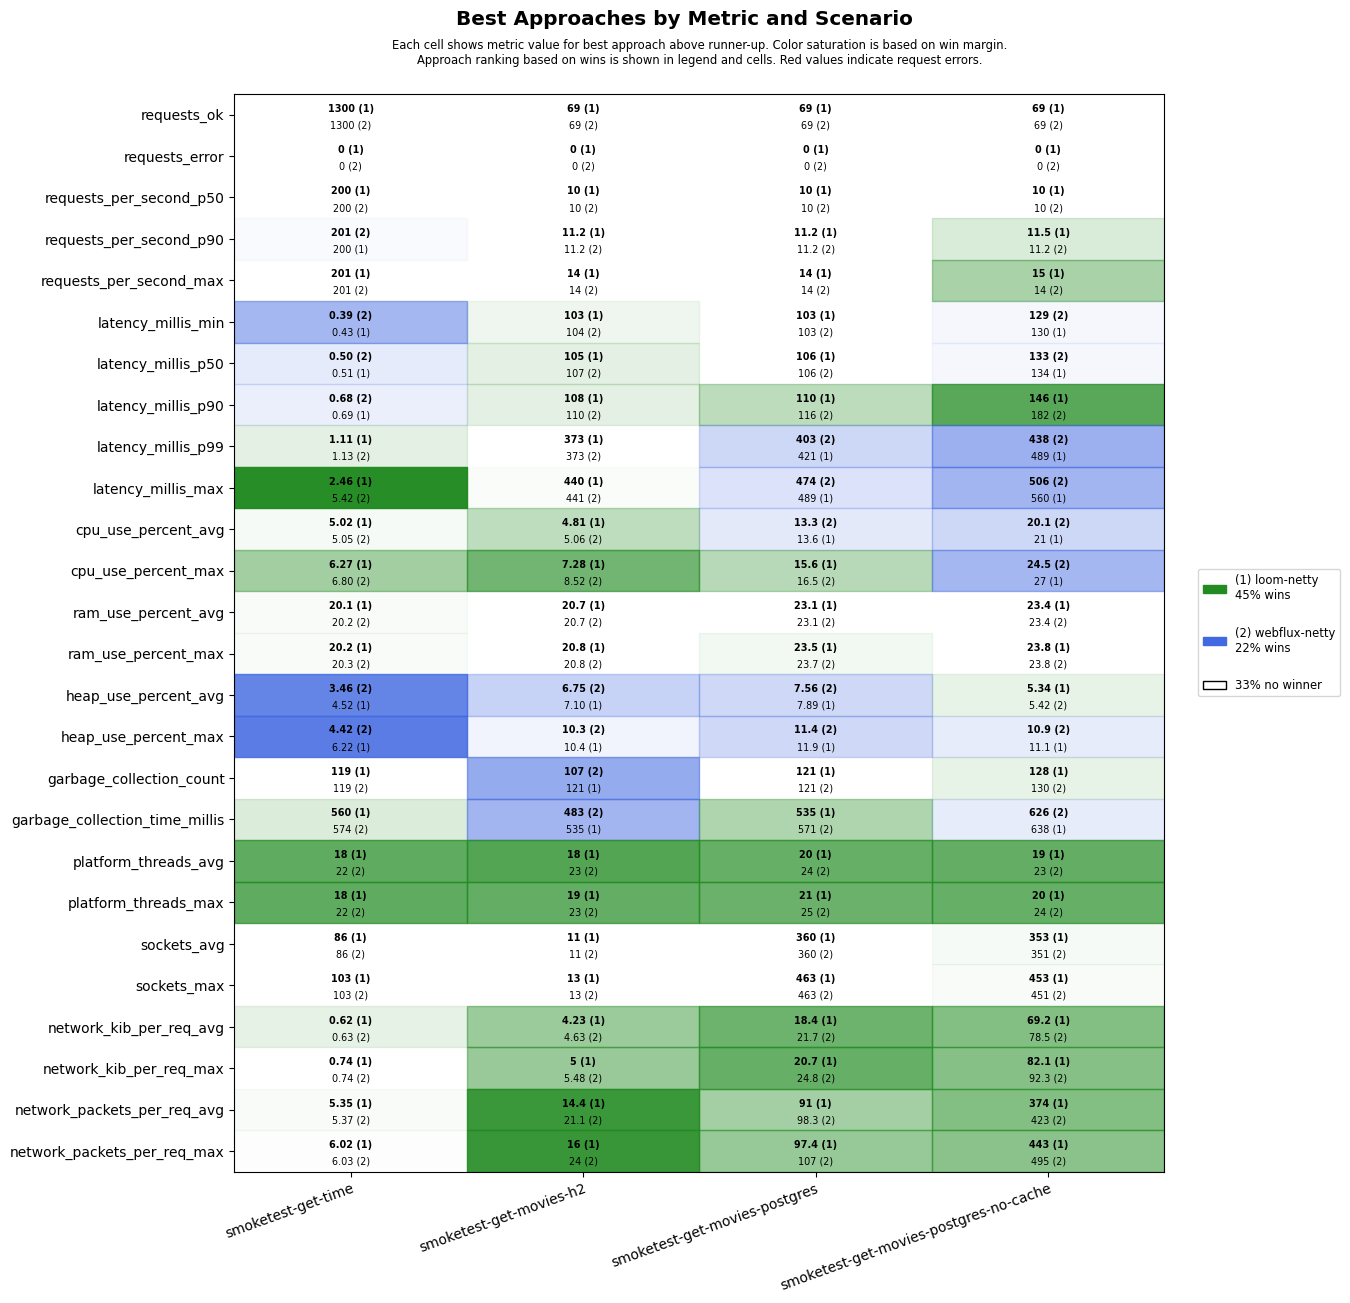 Best Approaches by Metric and Scenario
Each cell shows metric value for best approach above runner-up. Color saturation is based on win margin.
Approach ranking based on wins is shown in legend and cells. Red values indicate request errors.
requests_ok
1300 (1) 69 (1) 69 (1) 69 (1)
1300 (2) 69 (2) 69 (2) 69 (2)
requests_error
0 (1) 0 (1) 0 (1) 0 (1)
0 (2) 0 (2) 0 (2) 0 (2)
requests_per_second_p50
200 (1) 10 (1) 10 (1) 10 (1)
200 (2) 10 (2) 10 (2) 10 (2)
requests_per_second_p90
201 (2) 11.2 (1) 11.2 (1) 11.5 (1)
200 (1) 11.2 (2) 11.2 (2) 11.2 (2)
requests_per_second_max
201 (1) 14 (1) 14 (1) 15 (1)
201 (2) 14 (2) 14 (2) 14 (2)
latency_millis_min
0.39 (2) 103 (1) 103 (1) 129 (2)
0.43 (1) 104 (2) 103 (2) 130 (1)
latency_millis_p50
0.50 (2) 105 (1) 106 (1) 133 (2)
0.51 (1) 107 (2) 106 (2) 134 (1)
latency_millis_p90
0.68 (2) 108 (1) 110 (1) 146 (1)
0.69 (1) 110 (2) 116 (2) 182 (2)
latency_millis_p99
1.11 (1) 373 (1) 403 (2) 438 (2)
1.13 (2) 373 (2) 421 (1) 489 (1)
latency_millis_max
2.46 (1) 440 (1) 474 (2) 506 (2)
5.42 (2) 441 (2) 489 (1) 560 (1)
cpu_use_percent_avg
5.02 (1) 4.81 (1) 13.3 (2) 20.1 (2)
5.05 (2) 5.06 (2) 13.6 (1) 21 (1)
cpu_use_percent_max
6.27 (1) 7.28 (1) 15.6 (1) 24.5 (2)
6.80 (2) 8.52 (2) 16.5 (2) 27 (1)
ram_use_percent_avg
20.1 (1) 20.7 (1) 23.1 (1) 23.4 (1)
20.2 (2) 20.7 (2) 23.1 (2) 23.4 (2)
ram_use_percent_max
20.2 (1) 20.8 (1) 23.5 (1) 23.8 (1)
20.3 (2) 20.8 (2) 23.7 (2) 23.8 (2)
heap_use_percent_avg
3.46 (2) 6.75 (2) 7.56 (2) 5.34 (1)
4.52 (1) 7.10 (1) 7.89 (1) 5.42 (2)
heap_use_percent_max
4.42 (2) 10.3 (2) 11.4 (2) 10.9 (2)
6.22 (1) 10.4 (1) 11.9 (1) 11.1 (1)
garbage_collection_count
119 (1) 107 (2) 121 (1) 128 (1)
119 (2) 121 (1) 121 (2) 130 (2)
garbage_collection_time_millis
560 (1) 483 (2) 535 (1) 626 (2)
574 (2) 535 (1) 571 (2) 638 (1)
platform_threads_avg
18 (1) 18 (1) 20 (1) 19 (1)
22 (2) 23 (2) 24 (2) 23 (2)
platform_threads_max
18 (1) 19 (1) 21 (1) 20 (1)
22 (2) 23 (2) 25 (2) 24 (2)
sockets_avg
86 (1) 11 (1) 360 (1) 353 (1)
86 (2) 11 (2) 360 (2) 351 (2)
sockets_max
103 (1) 13 (1) 463 (1) 453 (1)
103 (2) 13 (2) 463 (2) 451 (2)
network_kib_per_req_avg
0.62 (1) 4.23 (1) 18.4 (1) 69.2 (1)
0.63 (2) 4.63 (2) 21.7 (2) 78.5 (2)
network_kib_per_req_max
0.74 (1) 5 (1) 20.7 (1) 82.1 (1)
0.74 (2) 5.48 (2) 24.8 (2) 92.3 (2)
network_packets_per_req_avg
5.35 (1) 14.4 (1) 91 (1) 374 (1)
5.37 (2) 21.1 (2) 98.3 (2) 423 (2)
network_packets_per_req_max
6.02 (1) 16 (1) 97.4 (1) 443 (1)
6.03 (2) 24 (2) 107 (2) 495 (2)
smoketest-get-time
smoketest-get-movies-h2
smoketest-get-movies-postgres
smoketest-get-movies-postgres-no-cache
(1) loom-netty
45% wins
(2) webflux-netty
22% wins
33% no winner